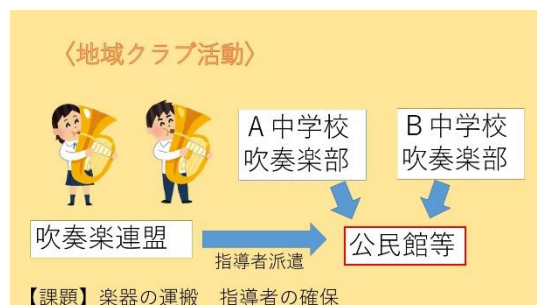 〈地域クラブ活動〉
A中学校
吹奏楽部
B中学校
吹奏楽部
吹奏楽連盟
指導者派遣
公民館等
【課題】楽器の運搬　指導者の確保